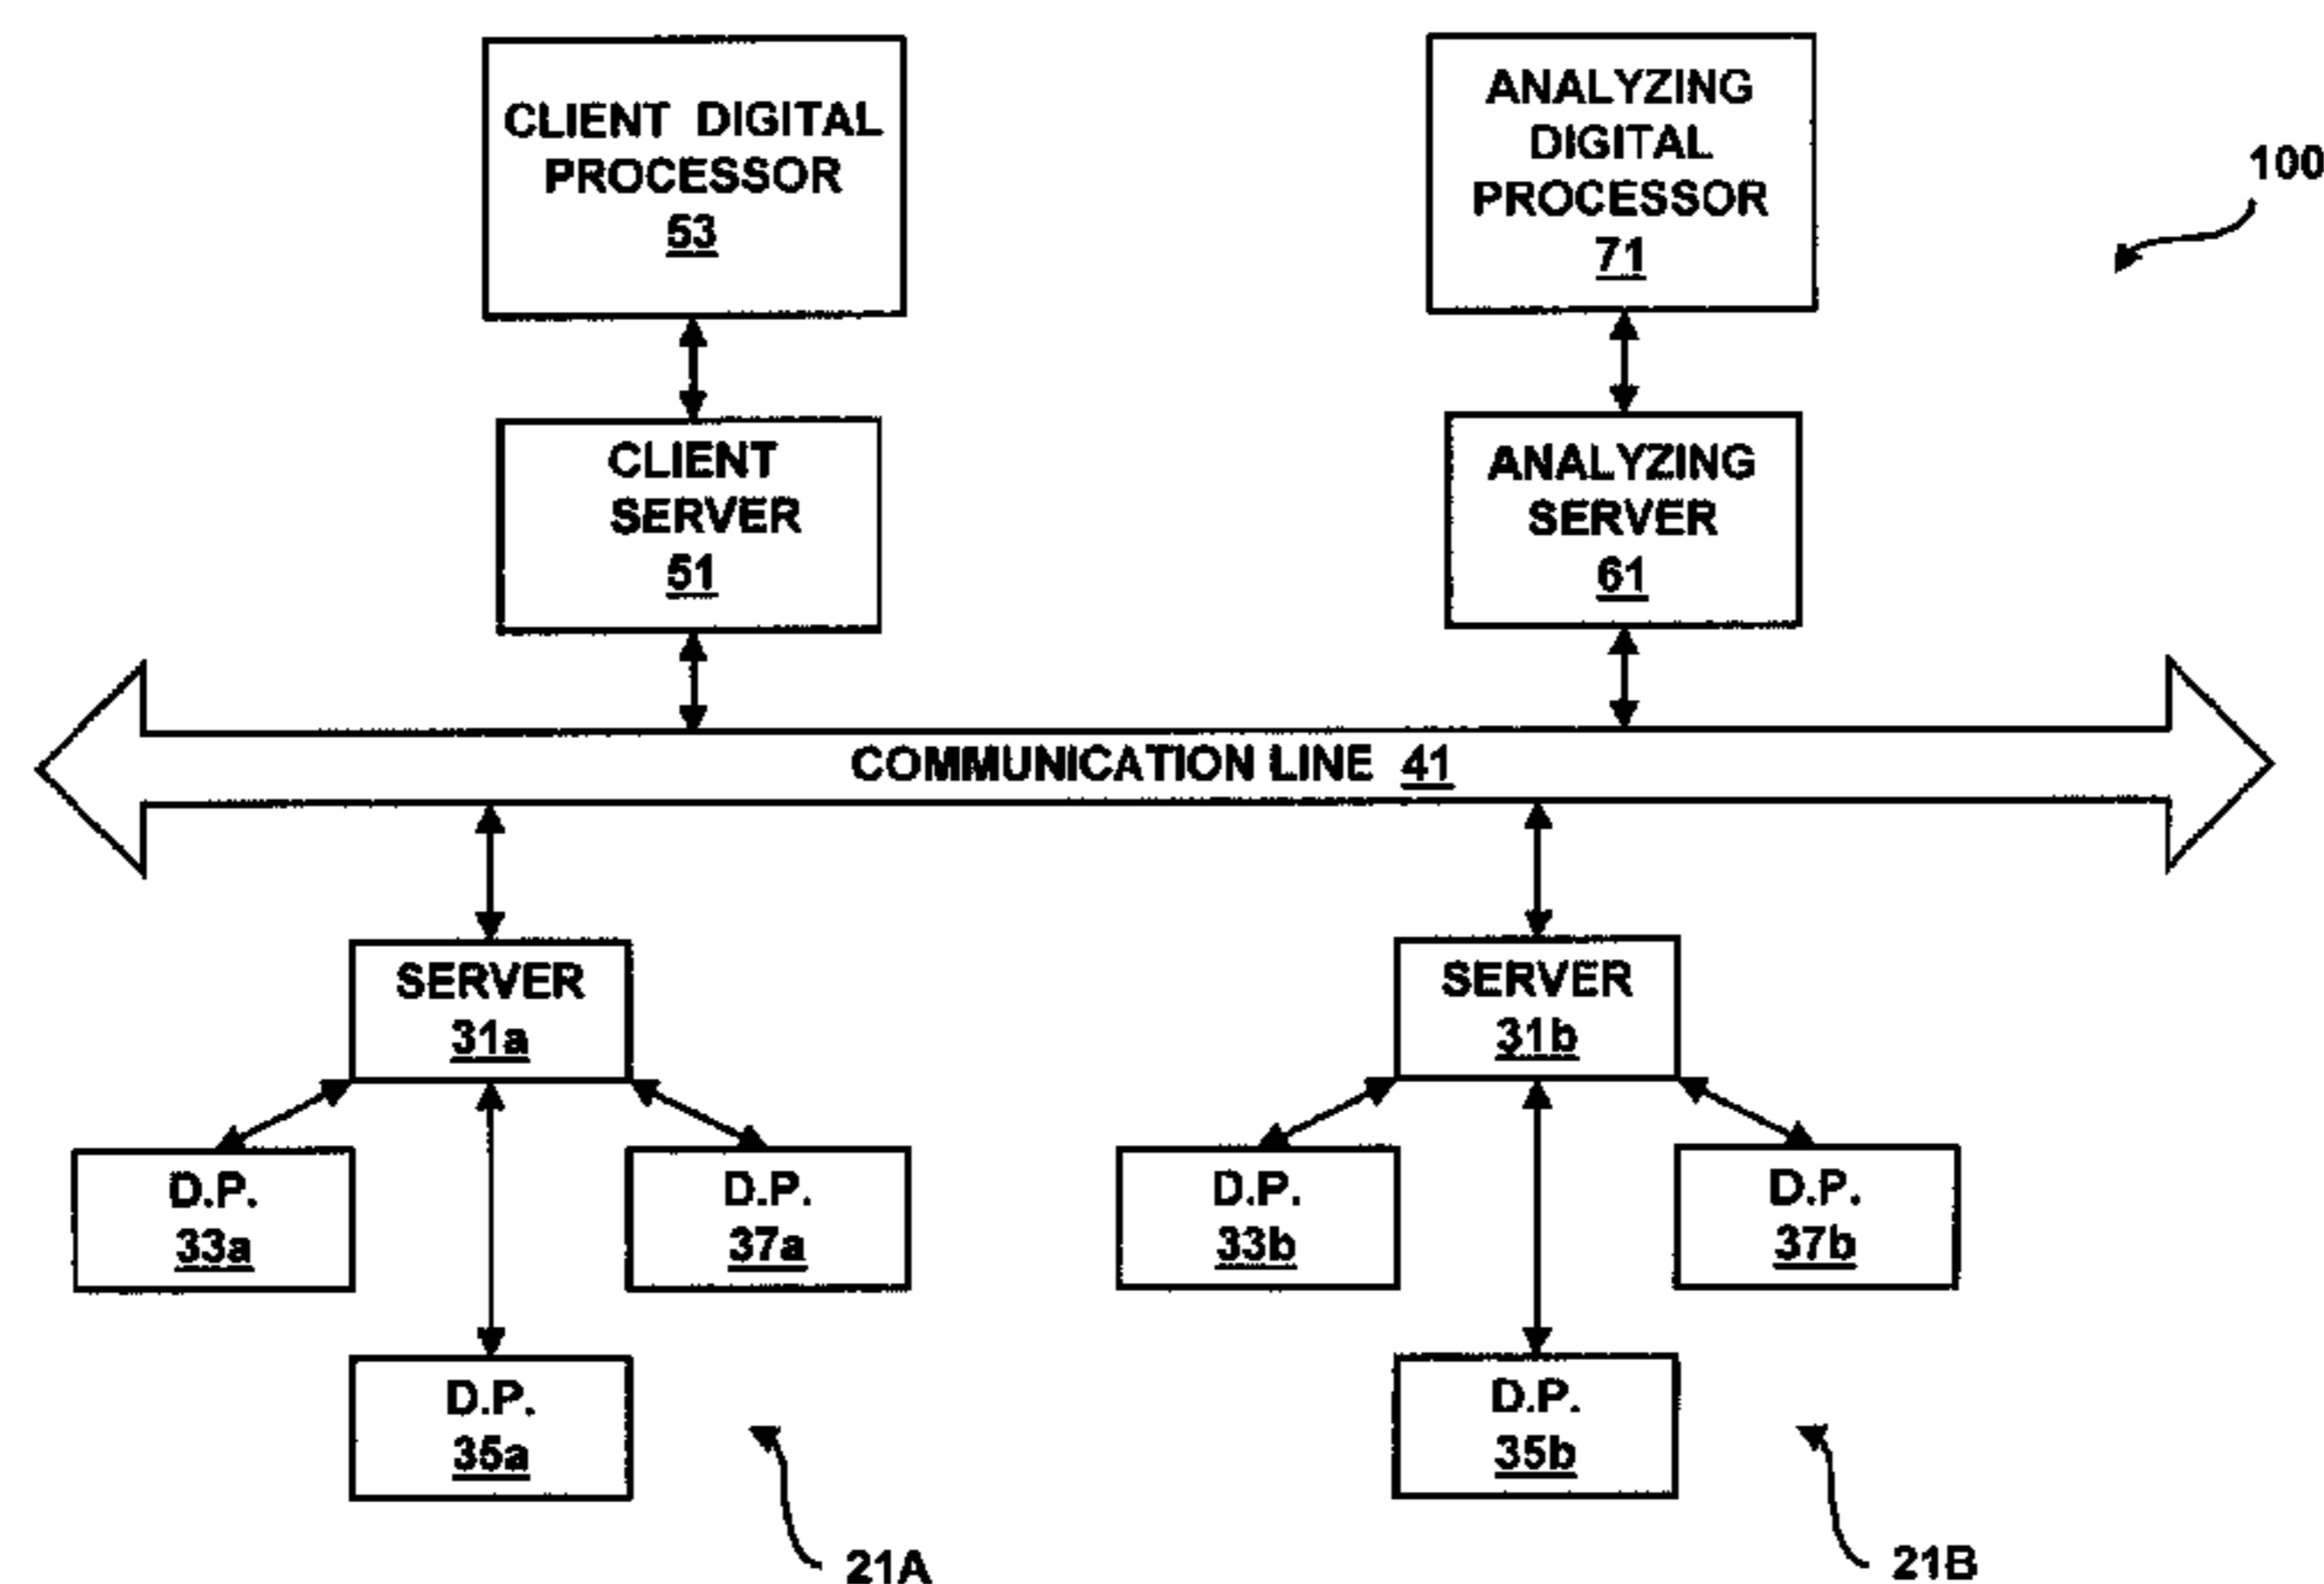 CLIENT DIGITAL
PROCESSOR
53
ANALYZING
DIGITAL
PROCESSOR
71
100
CLIENT
SERVER
51
ANALYZING
SERVER
61
COMMUNICATION LINE 41
SERVER
31a
SERVER
31b
D.P.
33a
D.P.
37a
D.P.
33b
D.P.
37b
D.P.
35a
D.P.
35b
21A
21B